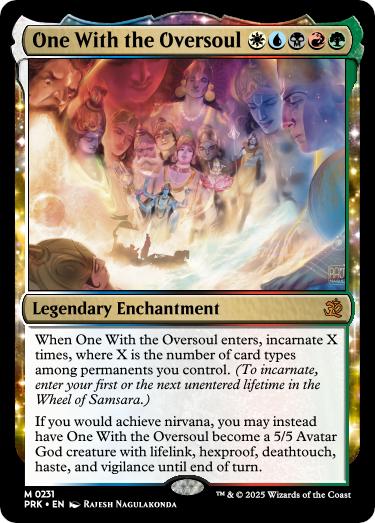 One With the Oversoul
Legendary Enchantment
When One With the Oversoul enters, incarnate X
times, where X is the number of card types
among permanents you control. (To incarnate,
enter your first or the next unentered lifetime in the
Wheel of Samsara.)
If you would achieve nirvana, you may instead
have One With the Oversoul become a 5/5 Avatar
God creature with lifelink, hexproof, deathtouch,
haste, and vigilance until end of turn.
M 0231
PRK • EN Rajesh Nagulakonda
™ & © 2025 Wizards of the Coast